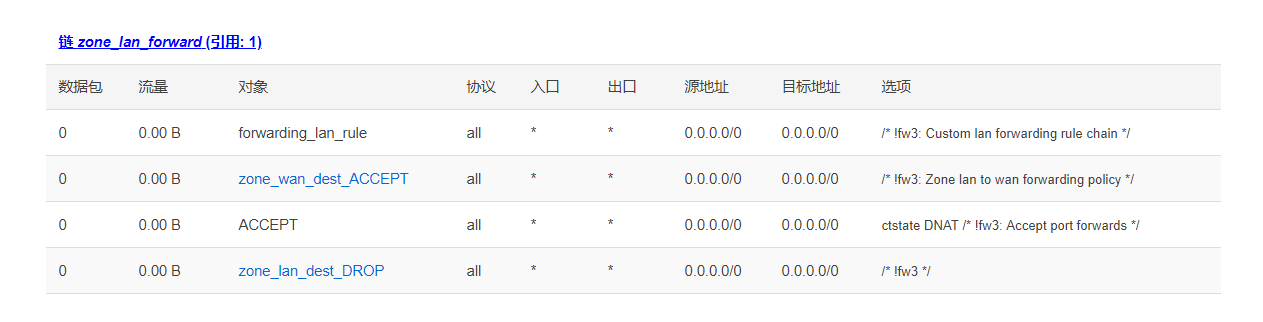 链 zone_lan_forward (引用: 1)
数据包 流量 对象 协议 入口 出口 源地址 目标地址 选项
0 0.00 B forwarding_lan_rule all * * 0.0.0.0/0 0.0.0.0/0 /* !fw3: Custom lan forwarding rule chain */
0 0.00 B zone_wan_dest_ACCEPT all * * 0.0.0.0/0 0.0.0.0/0 /* !fw3: Zone lan to wan forwarding policy */
0 0.00 B ACCEPT all * * 0.0.0.0/0 0.0.0.0/0 ctstate DNAT /* !fw3: Accept port forwards */
0 0.00 B zone_lan_dest_DROP all * * 0.0.0.0/0 0.0.0.0/0 /* !fw3 */